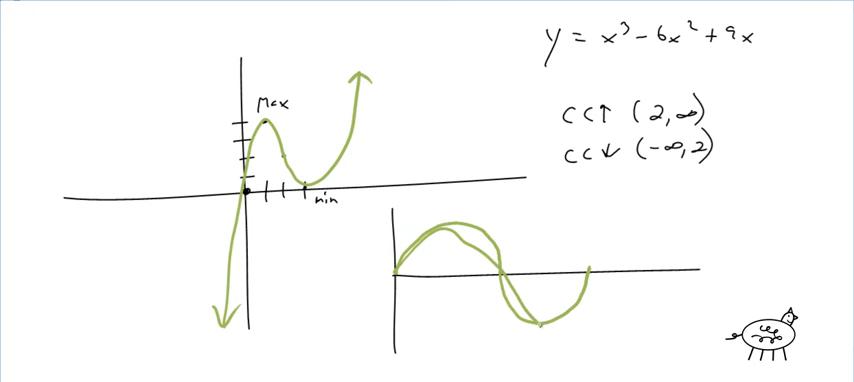 y = x³ - 6x² + 9x
Max
CC↑ (2, ∞)
CC↓ (-∞, 2)
min